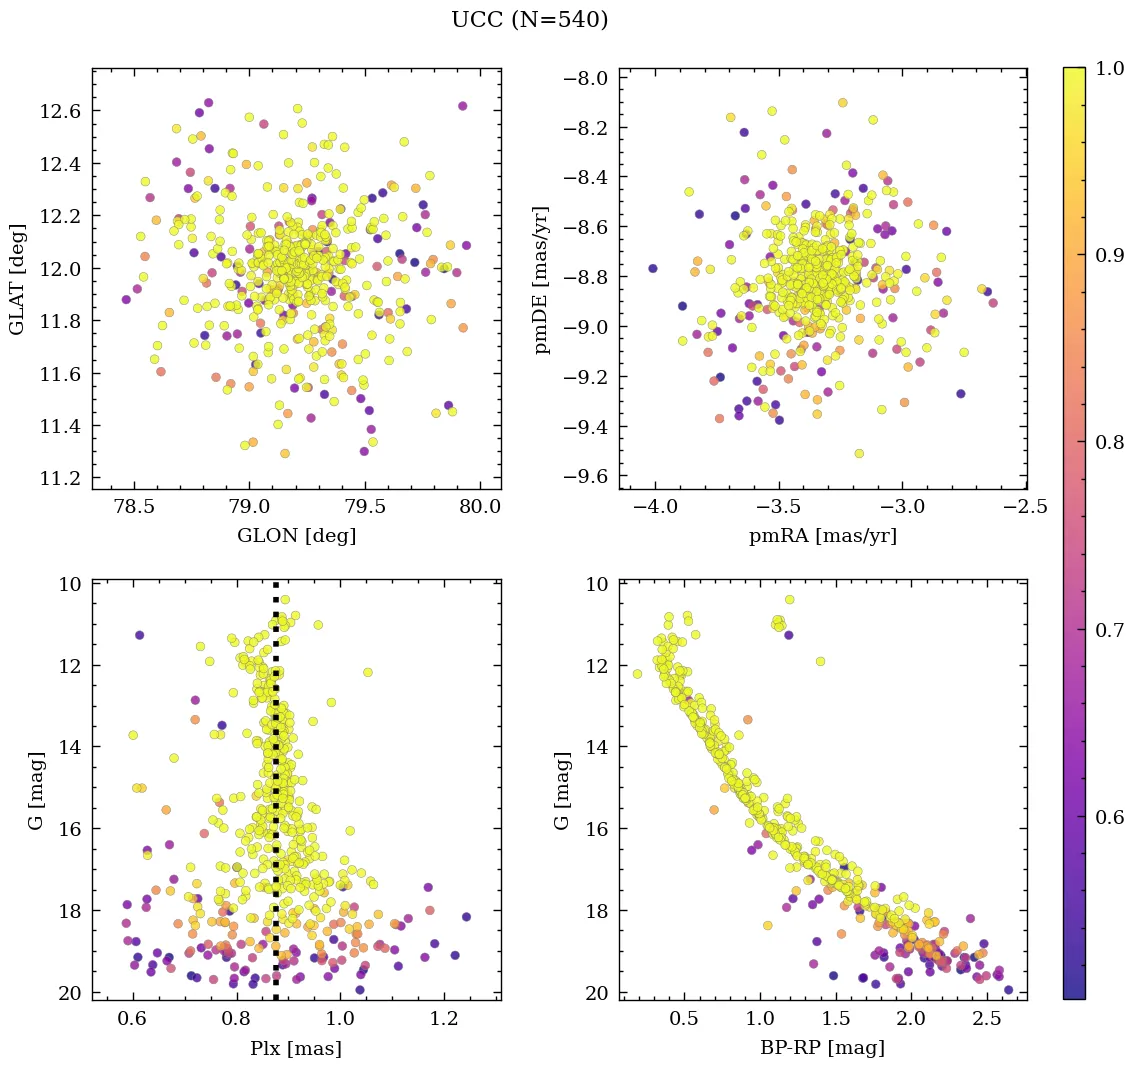 UCC (N=540)
12.6
12.4
12.2
12.0
11.8
11.6
11.4
11.2
GLAT [deg]
78.5 79.0 79.5 80.0
GLON [deg]
−8.0
−8.2
−8.4
−8.6
−8.8
−9.0
−9.2
−9.4
−9.6
pmDE [mas/yr]
−4.0 −3.5 −3.0 −2.5
pmRA [mas/yr]
10
12
14
16
18
20
G [mag]
0.6 0.8 1.0 1.2
Plx [mas]
10
12
14
16
18
20
G [mag]
0.5 1.0 1.5 2.0 2.5
BP-RP [mag]
1.0
0.9
0.8
0.7
0.6